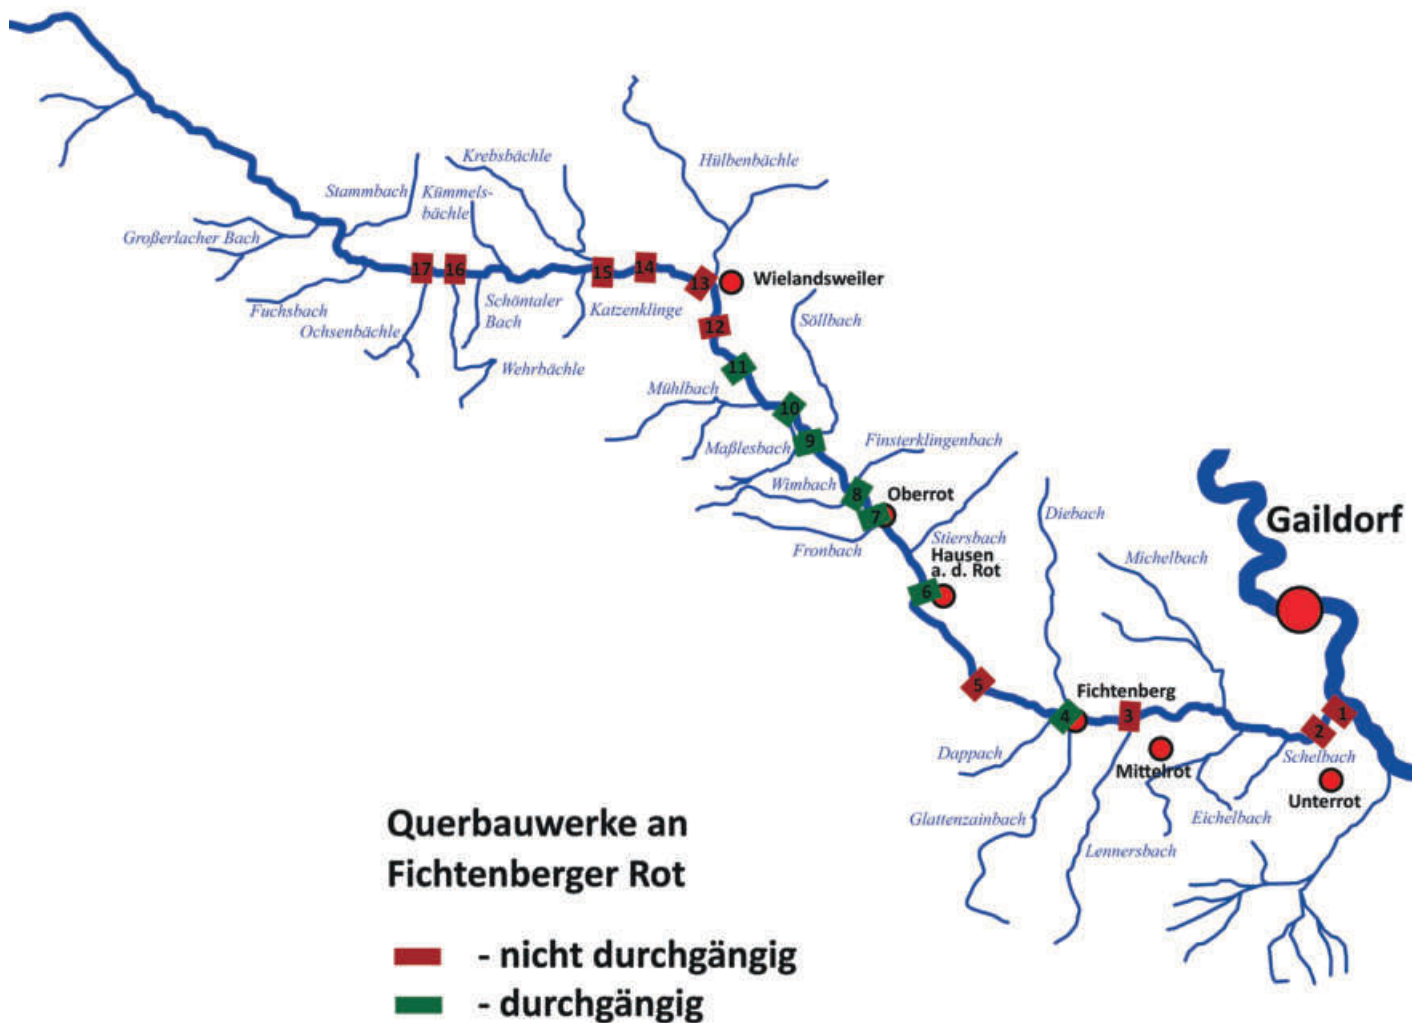 Krebsbächle
Hülbenbächle
Stammbach
Kümmels-
bächle
Großerlacher Bach
17
16
15
14
13
Wielandsweiler
Fuchsbach
Ochsenbächle
Schöntaler
Bach
Katzenklinge
12
Söllbach
Wehrbächle
11
Mühlbach
10
9
Maßlesbach
Finsterklingenbach
Wimbach
8
Oberrot
7
Fronbach
Stiersbach
Diebach
Gaildorf
Hausen
a. d. Rot
Michelbach
6
5
Fichtenberg
4
3
2
1
Dappach
Mittelrot
Schelbach
Unterrot
Glattenzainbach
Eichelbach
Lennersbach
Querbauwerke an
Fichtenberger Rot
- nicht durchgängig
- durchgängig